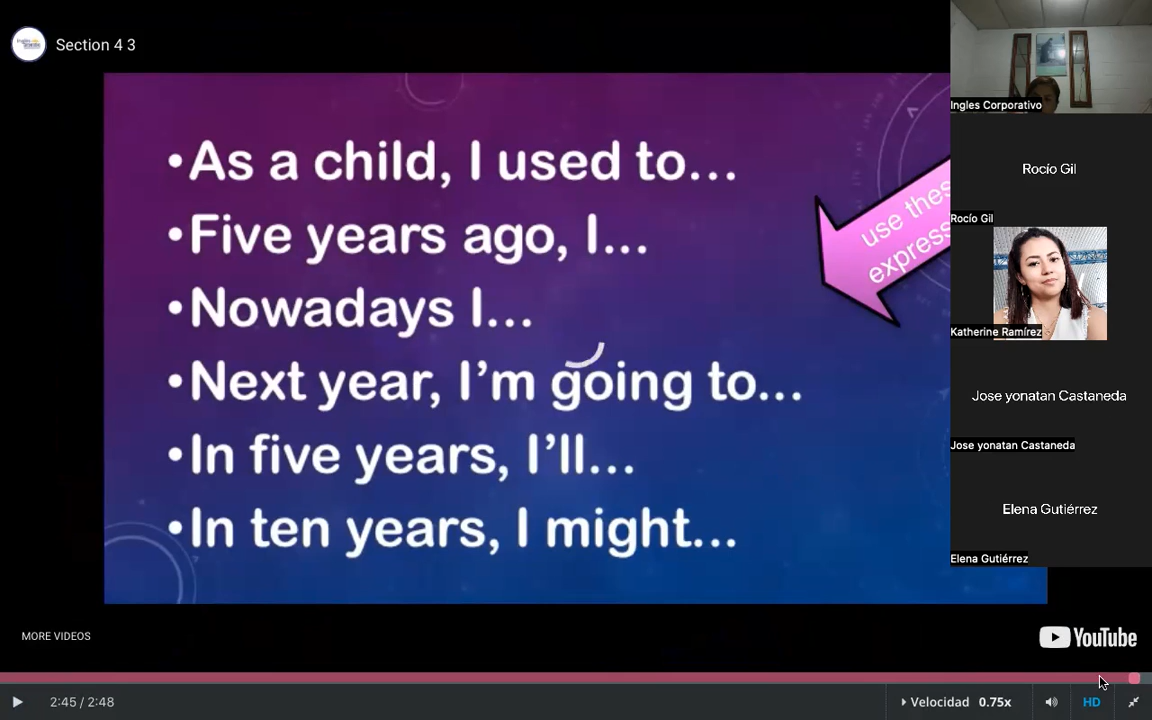 Section 4 3
•As a child, I used to...
•Five years ago, I...
•Nowadays I...
•Next year, I'm going to...
•In five years, I'll...
•In ten years, I might...
use
Ingles Corporativo
Rocío Gil
Rocío Gil
Katherine Ramírez
Jose yonatan Castaneda
Jose yonatan Castaneda
Elena Gutiérrez
Elena Gutiérrez
MORE VIDEOS
YouTube
2:45 / 2:48
Velocidad 0.75x
HD